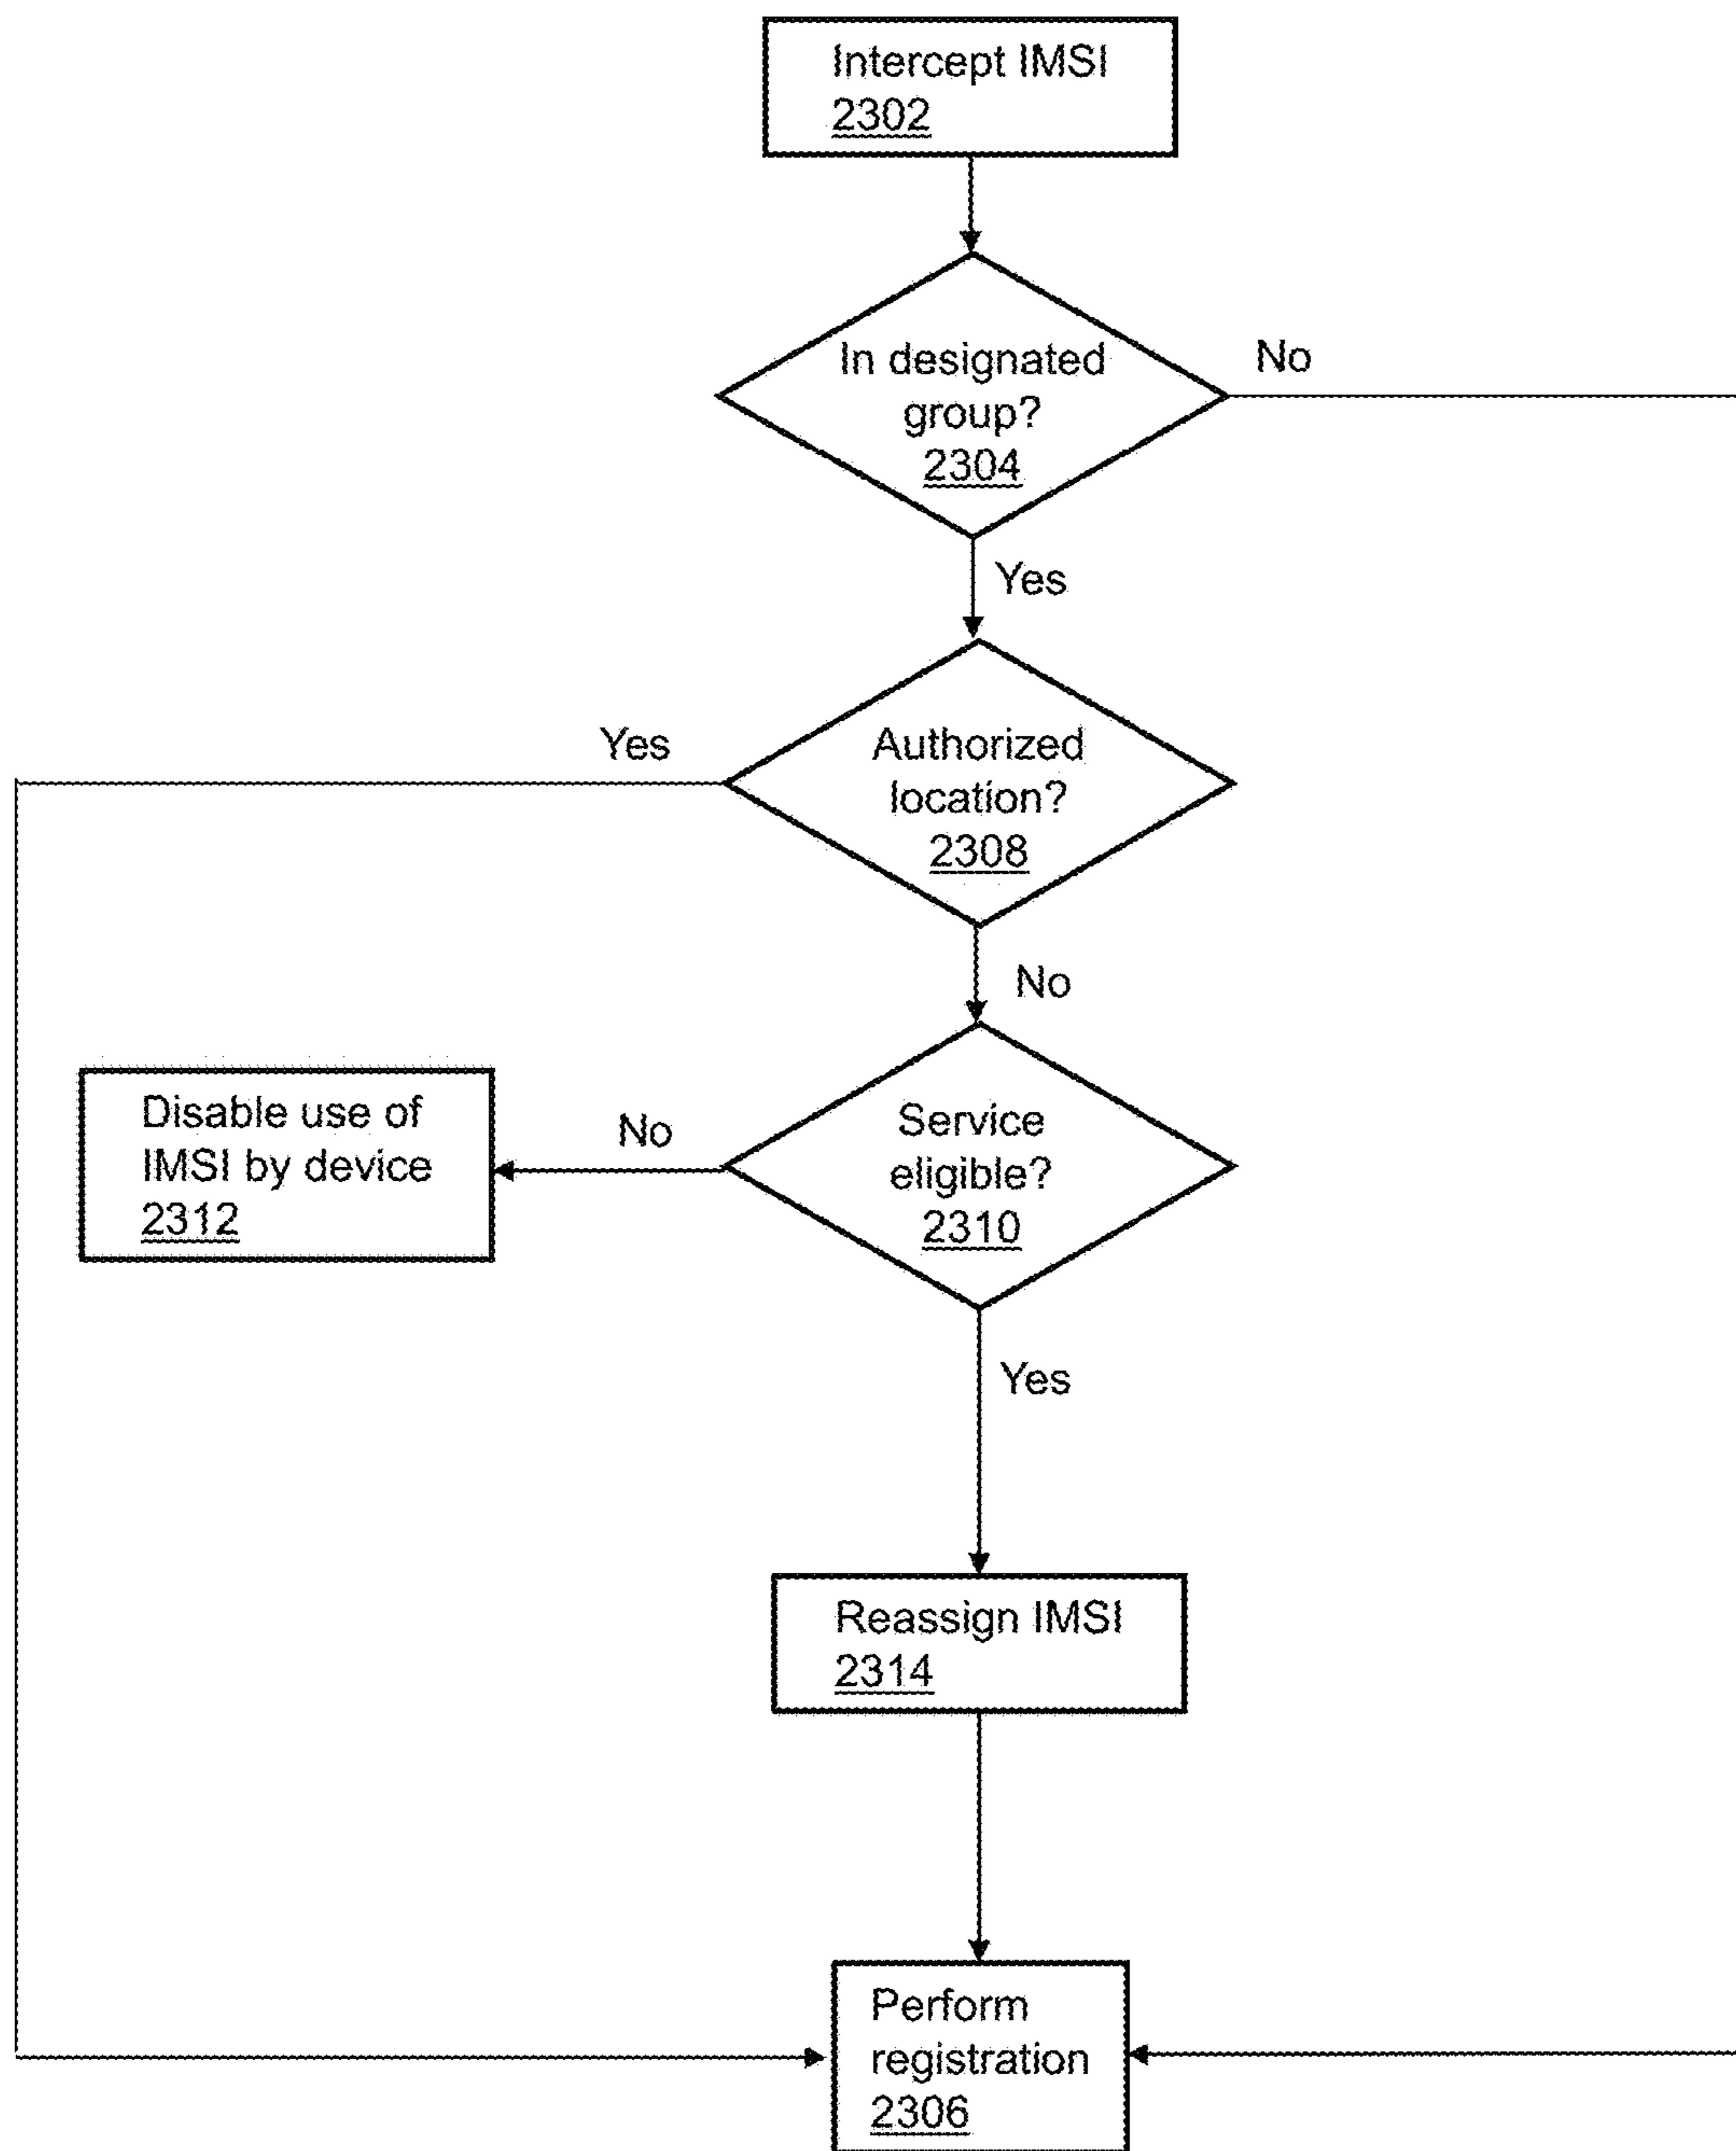 Intercept IMSI
2302
In designated
group?
2304
No
Yes
Authorized
location?
2308
Yes
No
Service
eligible?
2310
No
Disable use of
IMSI by device
2312
Yes
Reassign IMSI
2314
Perform
registration
2306